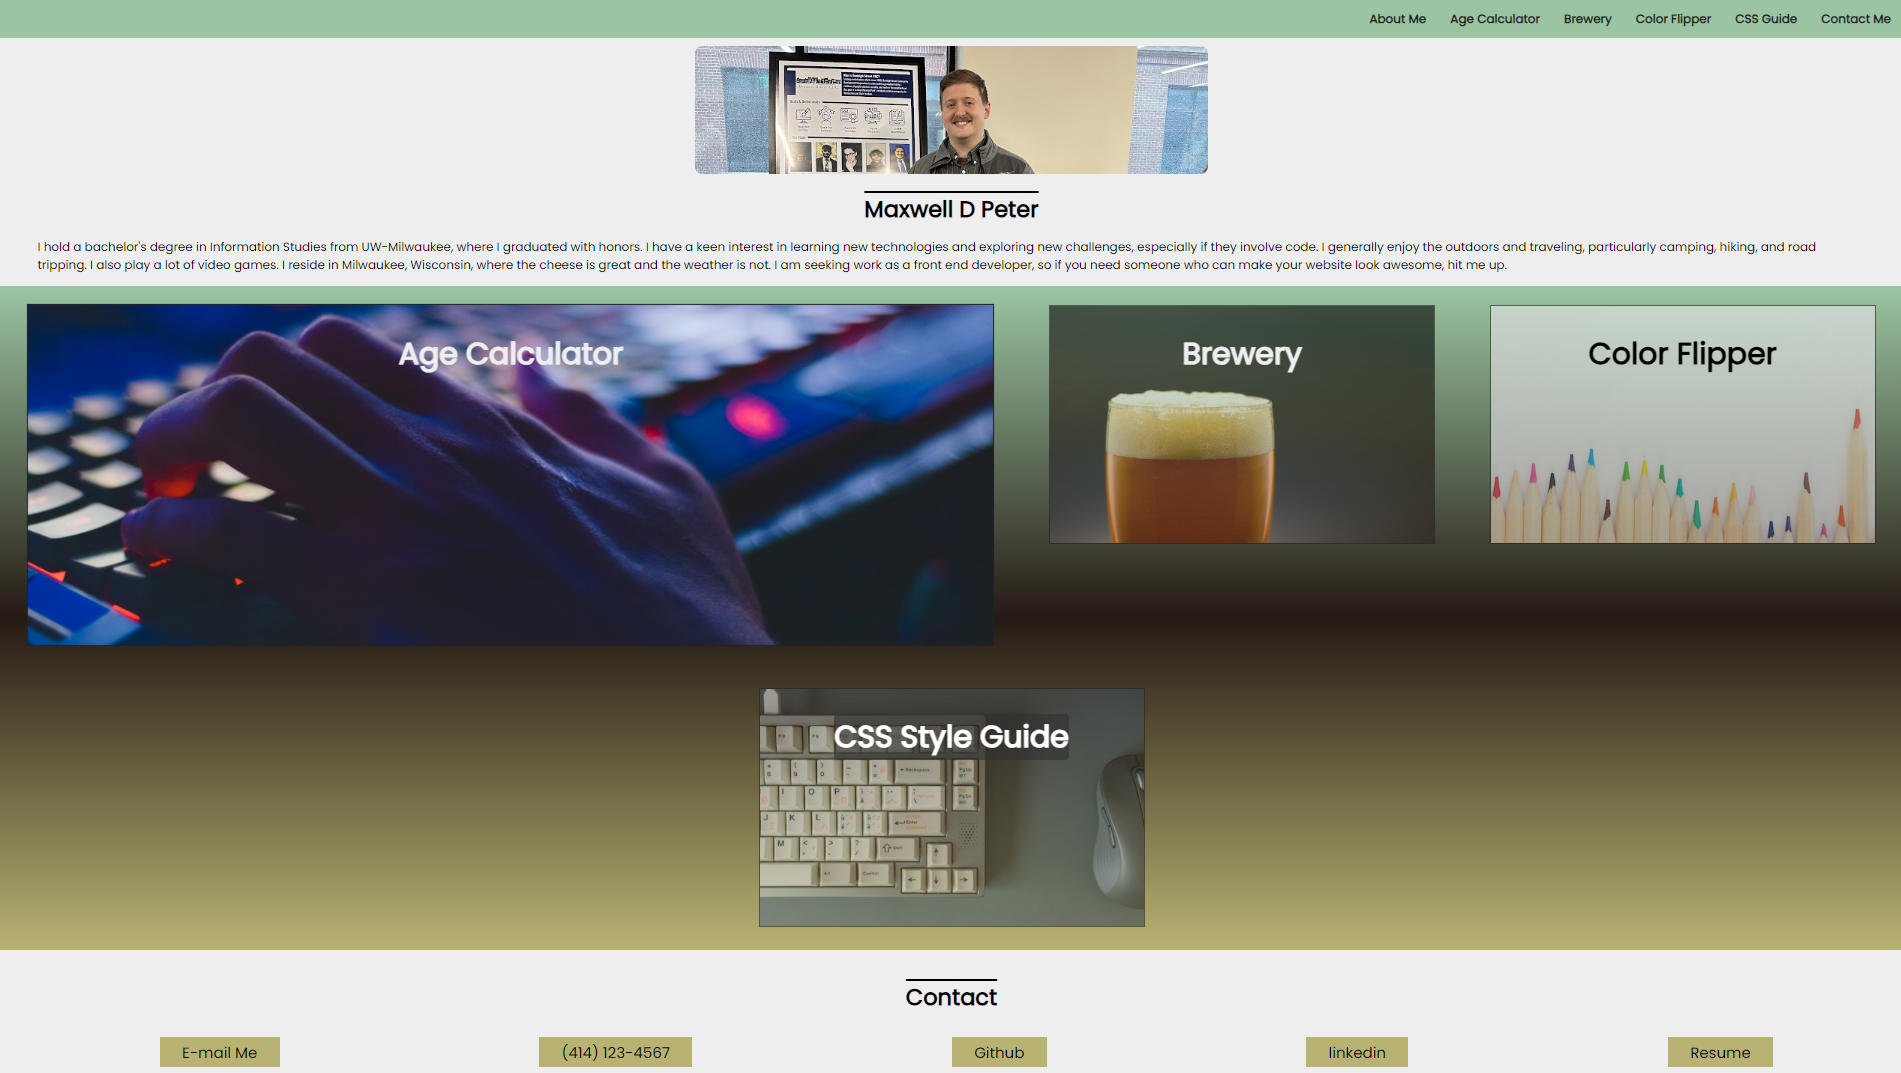 About Me Age Calculator Brewery Color Flipper CSS Guide Contact Me
Maxwell D Peter
I hold a bachelor's degree in Information Studies from UW-Milwaukee, where I graduated with honors. I have a keen interest in learning new technologies and exploring new challenges, especially if they involve code. I generally enjoy the outdoors and traveling, particularly camping, hiking, and road
tripping. I also play a lot of video games. I reside in Milwaukee, Wisconsin, where the cheese is great and the weather is not. I am seeking work as a front end developer, so if you need someone who can make your website look awesome, hit me up.
Age Calculator Brewery Color Flipper
CSS Style Guide
Backspace
I O P
J K L Enter
M Shift
Alt Control
Contact
E-mail Me (414) 123-4567 Github linkedin Resume